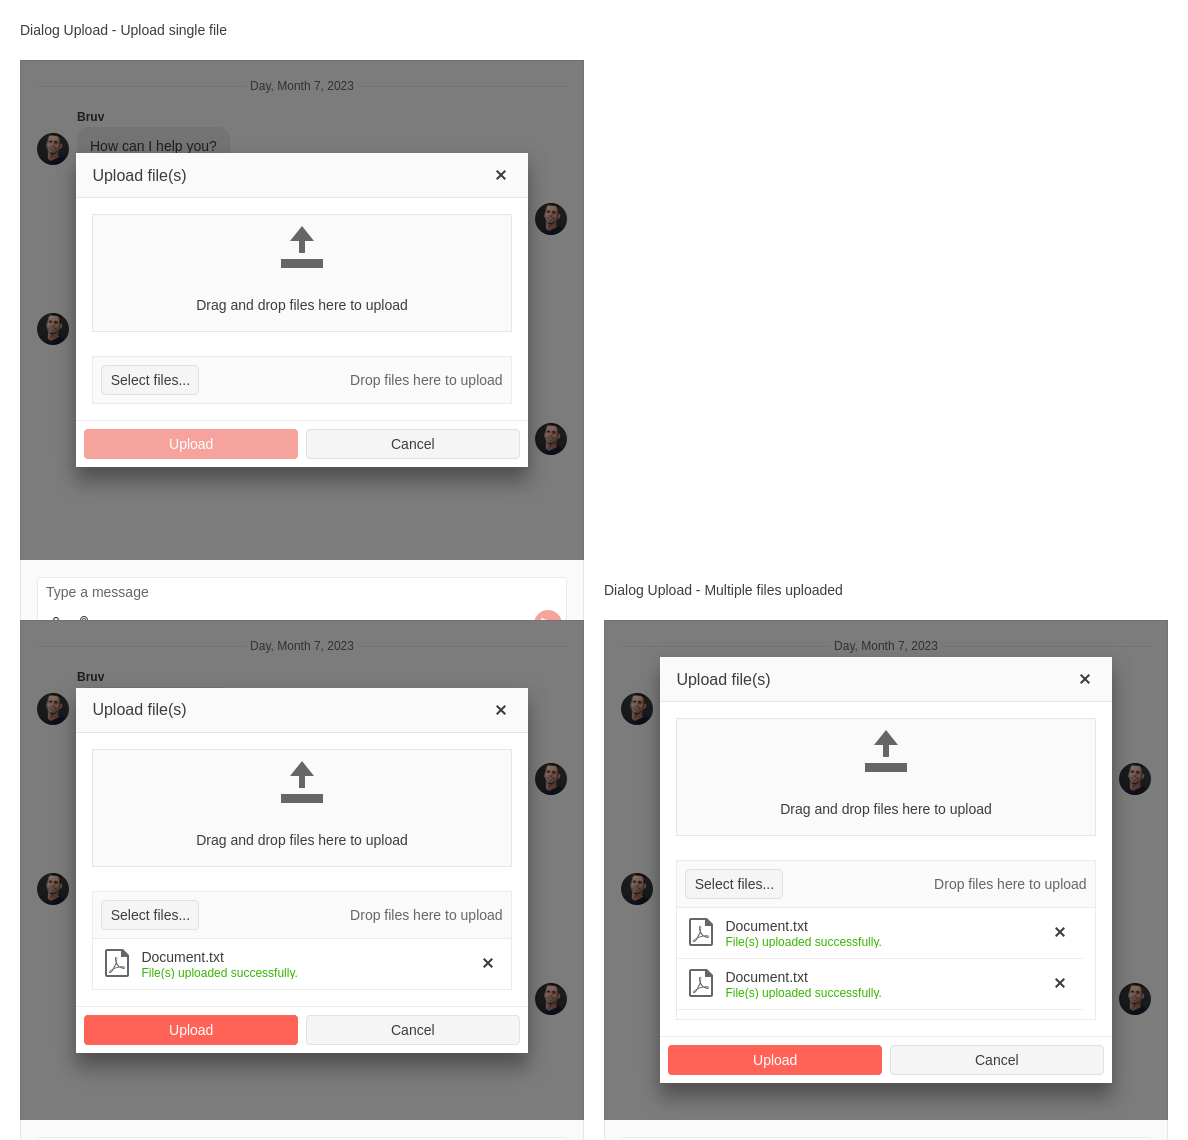 Dialog Upload - Upload single file
Day, Month 7, 2023
Bruv
How can I help you?
Upload file(s)
Drag and drop files here to upload
Select files...
Drop files here to upload
Upload
Cancel
Type a message
Day, Month 7, 2023
Bruv
Upload file(s)
Drag and drop files here to upload
Select files...
Drop files here to upload
Document.txt
File(s) uploaded successfully.
Upload
Cancel
Dialog Upload - Multiple files uploaded
Day, Month 7, 2023
Upload file(s)
Drag and drop files here to upload
Select files...
Drop files here to upload
Document.txt
File(s) uploaded successfully.
Document.txt
File(s) uploaded successfully.
Upload
Cancel